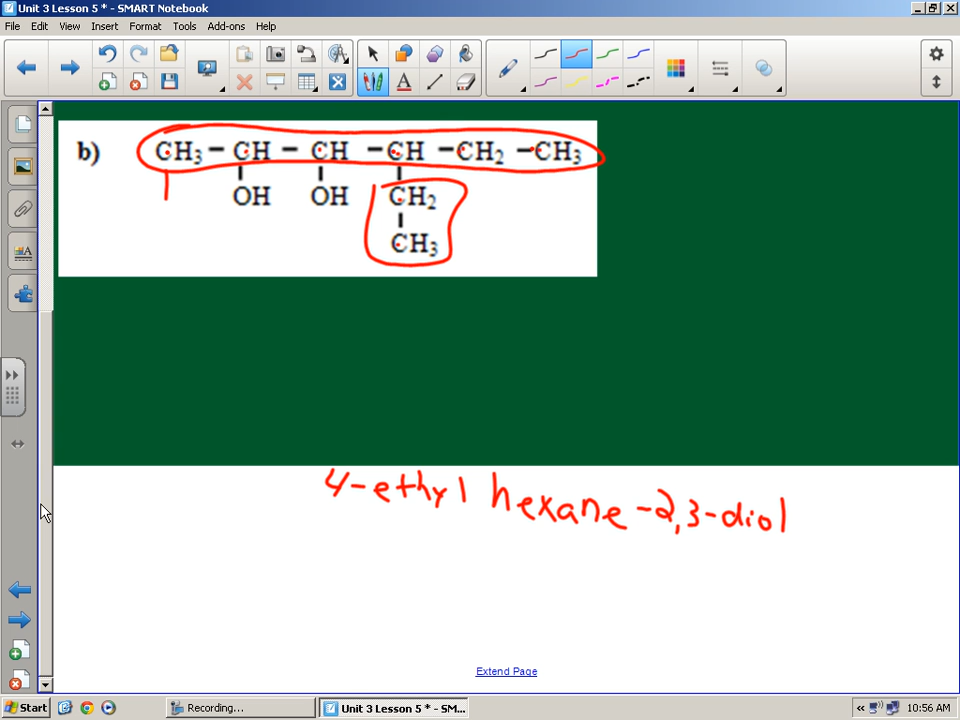 Unit 3 Lesson 5 * - SMART Notebook
File Edit View Insert Format Tools Add-ons Help
b) CH3 – CH – CH – CH – CH2 – CH3
OH OH CH2
CH3
4-ethyl hexane-2,3-diol
Extend Page
Start Recording... Unit 3 Lesson 5 * - SM... « 10:56 AM